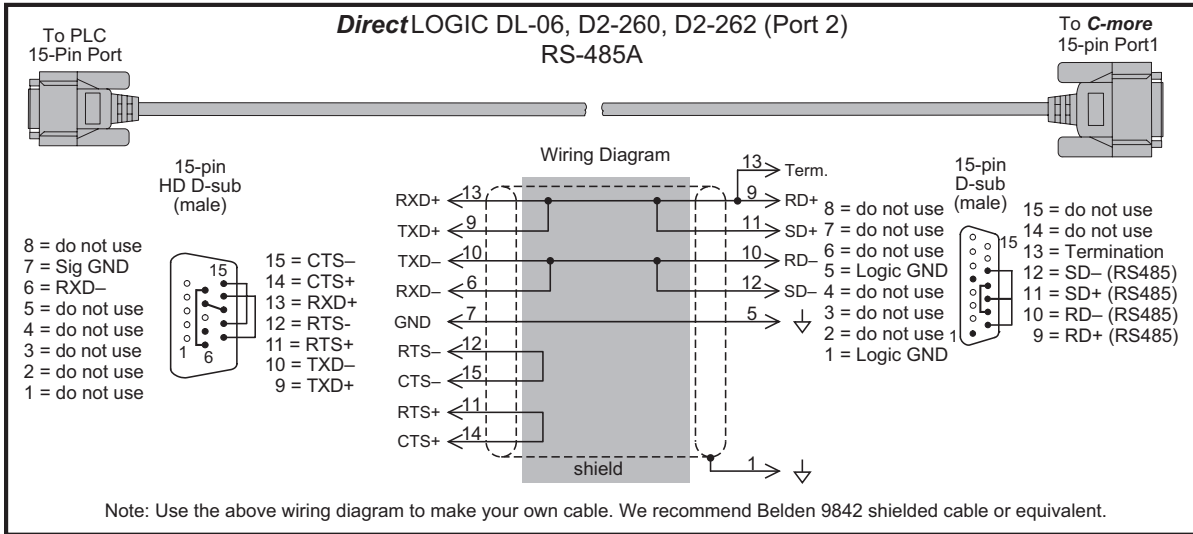 DirectLOGIC DL-06, D2-260, D2-262 (Port 2)
RS-485A
To PLC
15-Pin Port
To C-more
15-pin Port1
15-pin
HD D-sub
(male)
8 = do not use
7 = Sig GND
6 = RXD–
5 = do not use
4 = do not use
3 = do not use
2 = do not use
1 = do not use
15
1
6
15 = CTS–
14 = CTS+
13 = RXD+
12 = RTS-
11 = RTS+
10 = TXD–
9 = TXD+
Wiring Diagram
13 Term.
RXD+ 13 9 RD+
TXD+ 9 11 SD+
TXD– 10 10 RD–
RXD– 6 12 SD–
GND 7 5
RTS– 12
CTS– 15
RTS+ 11
CTS+ 14
1
shield
8 = do not use
7 = do not use
6 = do not use
5 = Logic GND
4 = do not use
3 = do not use
2 = do not use
1 = Logic GND
15-pin
D-sub
(male)
15
1
15 = do not use
14 = do not use
13 = Termination
12 = SD– (RS485)
11 = SD+ (RS485)
10 = RD– (RS485)
9 = RD+ (RS485)
Note: Use the above wiring diagram to make your own cable. We recommend Belden 9842 shielded cable or equivalent.